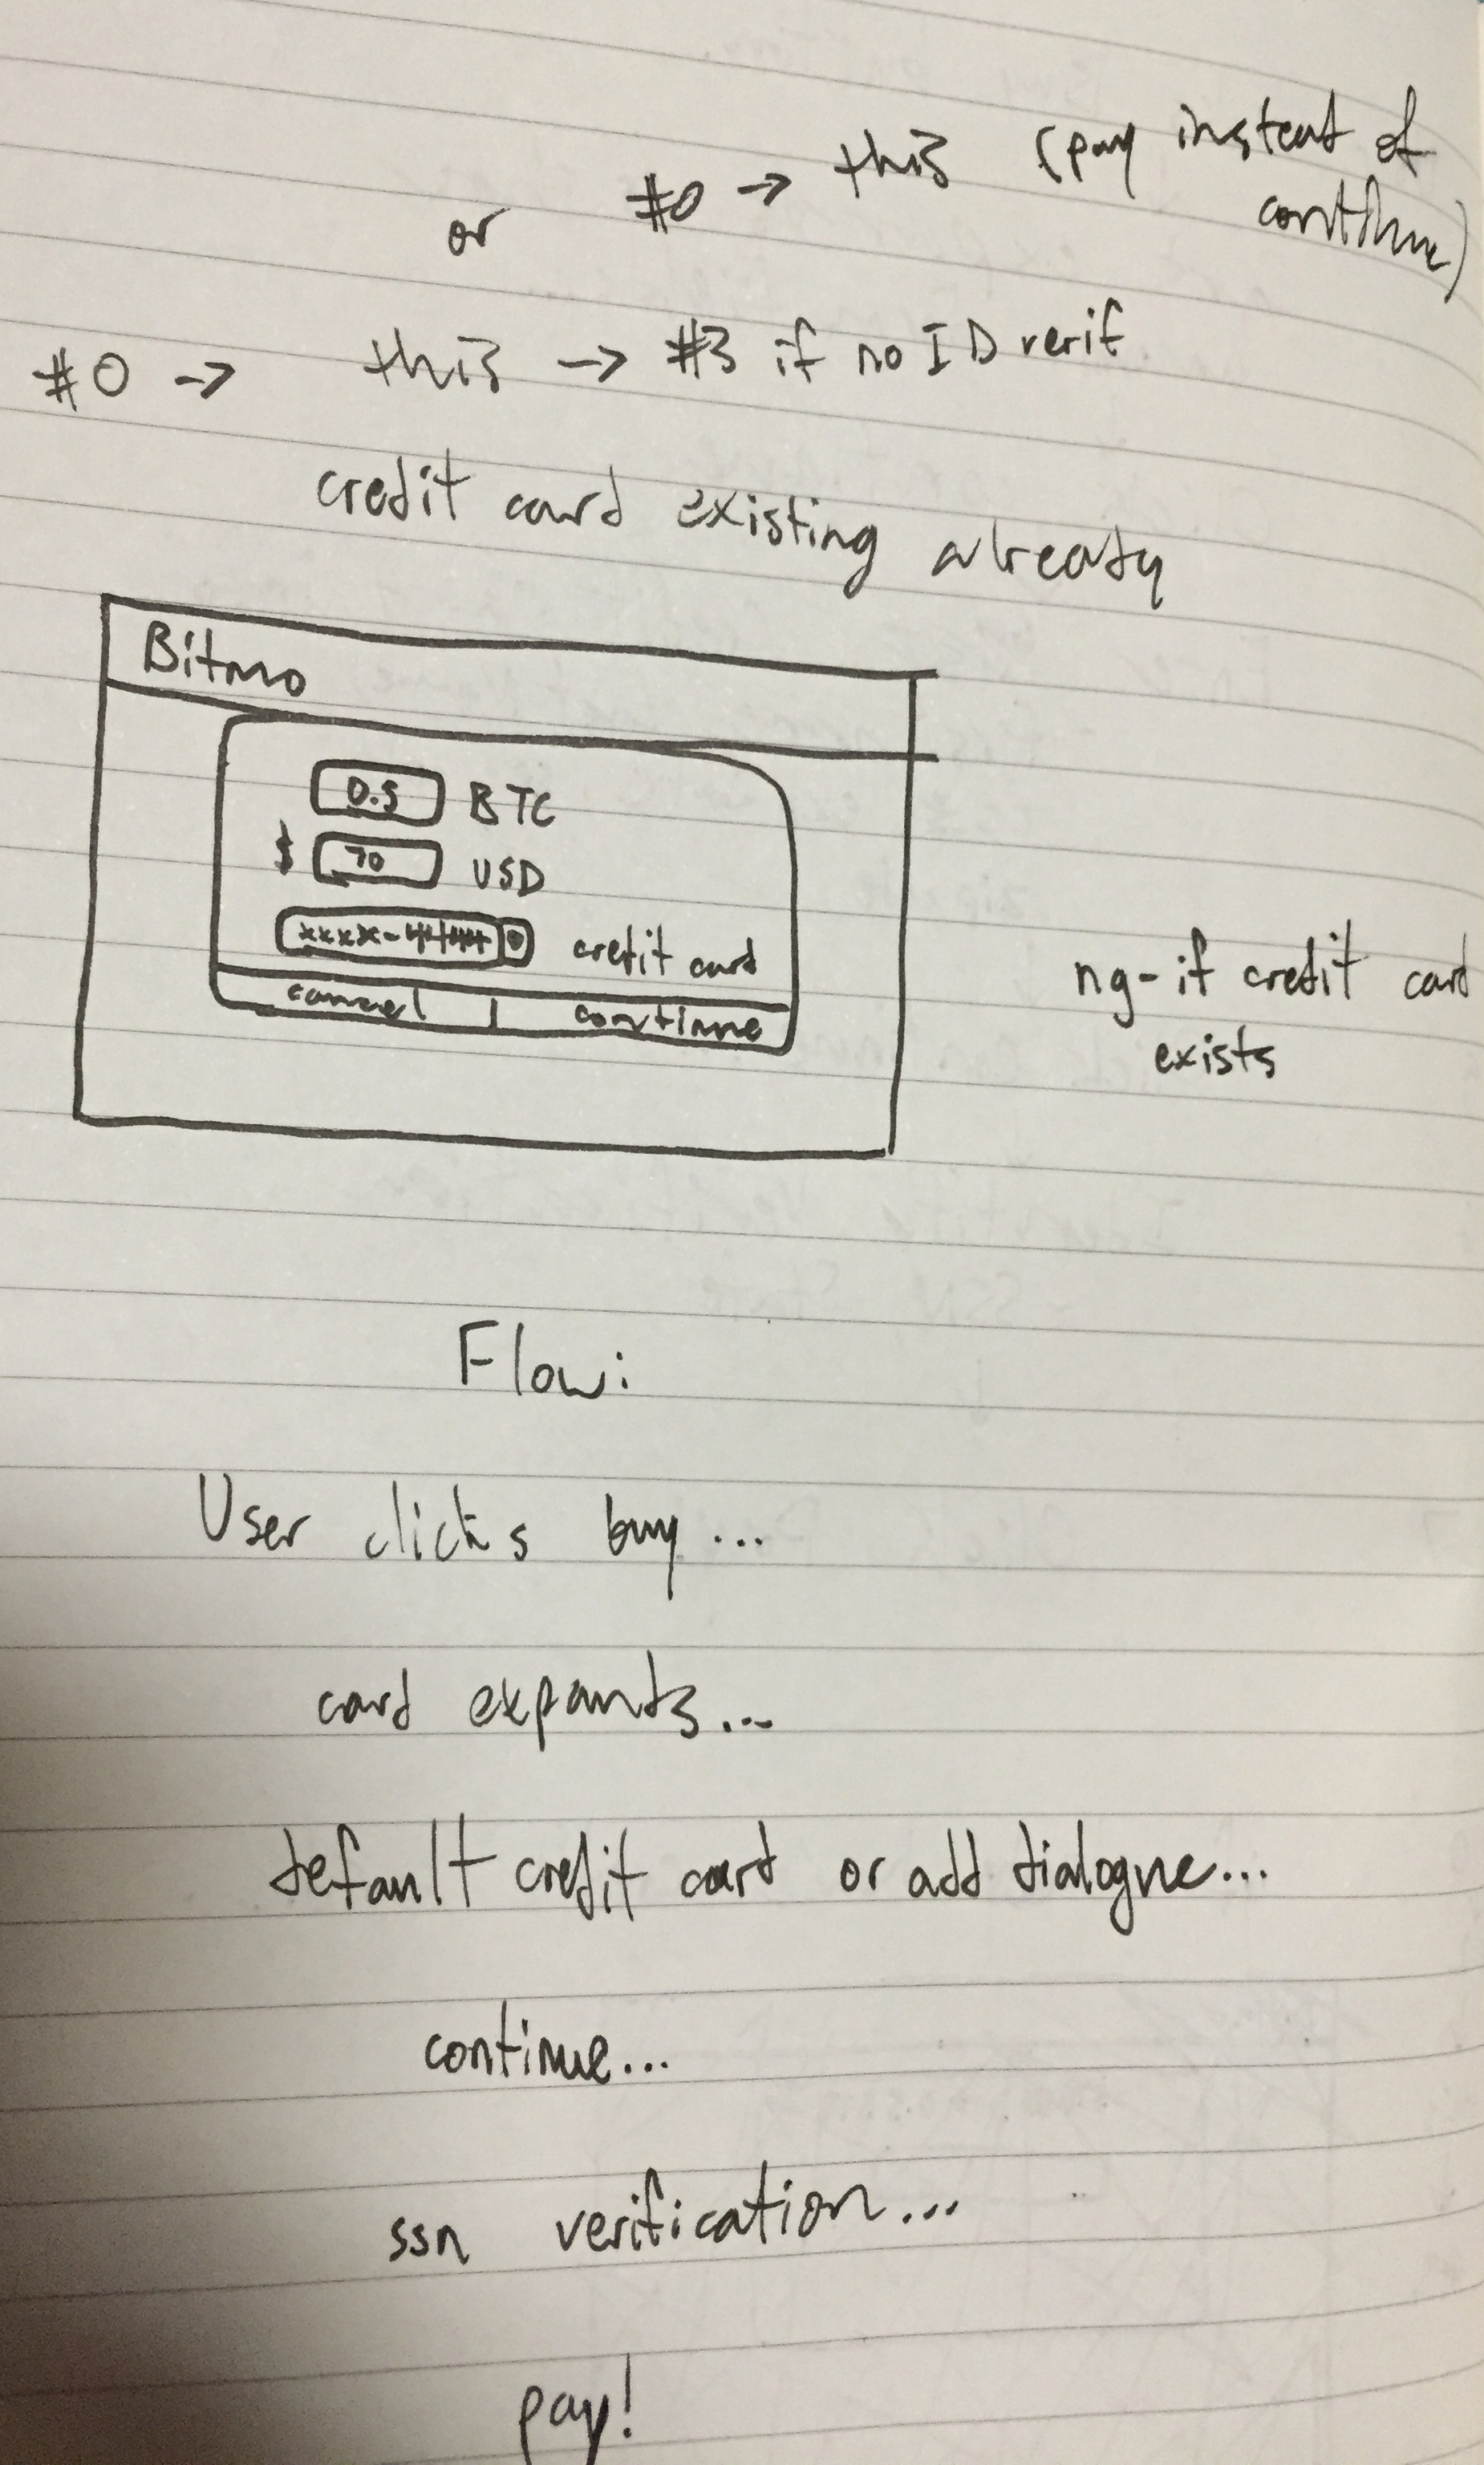 or #0 → this (pay instead of
continue)
#0 → this → #3 if no ID verif
credit card existing already
Bitmo
0.5 BTC
$ 70 USD
xxxx-4444 credit card
cancel | continue
ng-if credit card
exists
Flow:
User clicks buy...
card expands...
default credit card or add dialogue...
continue...
ssn verification...
pay!